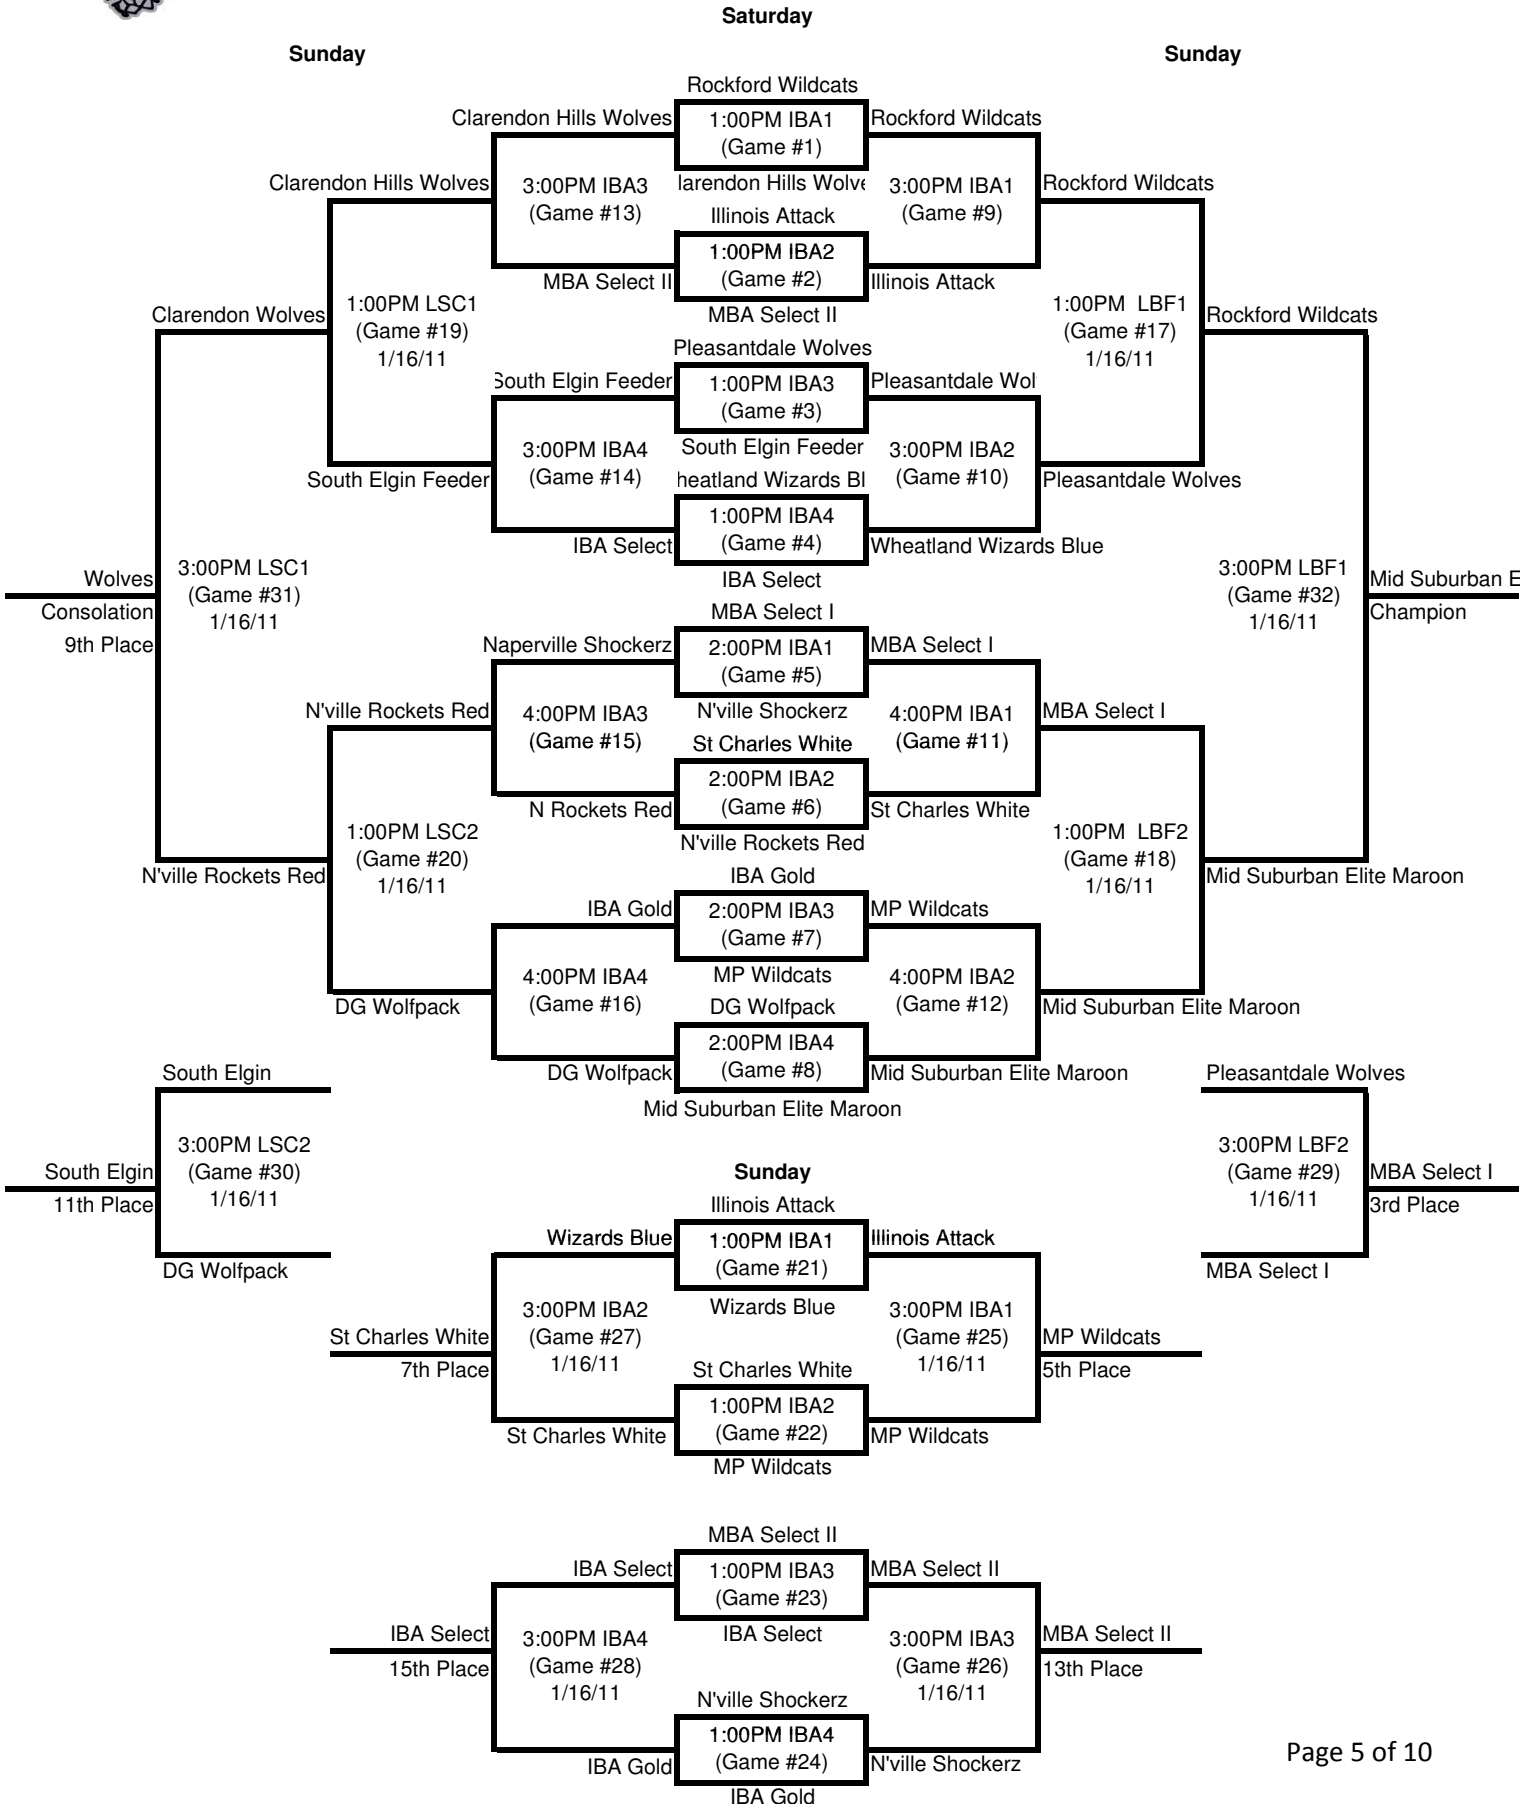 Saturday
Sunday
Sunday
Rockford Wildcats
Clarendon Hills Wolves
1:00PM IBA1
Rockford Wildcats
(Game #1)
Clarendon Hills Wolves
3:00PM IBA3
larendon Hills Wolve
3:00PM IBA1
Rockford Wildcats
(Game #13)
Illinois Attack
(Game #9)
1:00PM IBA2
MBA Select II
(Game #2)
Illinois Attack
1:00PM LSC1
MBA Select II
1:00PM LBF1
Clarendon Wolves
(Game #19)
(Game #17)
Rockford Wildcats
1/16/11
Pleasantdale Wolves
1/16/11
South Elgin Feeder
1:00PM IBA3
Pleasantdale Wol
(Game #3)
3:00PM IBA4
South Elgin Feeder
3:00PM IBA2
South Elgin Feeder
(Game #14)
heatland Wizards Bl
(Game #10)
Pleasantdale Wolves
1:00PM IBA4
IBA Select
(Game #4)
Wheatland Wizards Blue
Wolves
3:00PM LSC1
IBA Select
3:00PM LBF1
Mid Suburban E
(Game #31)
(Game #32)
Consolation
1/16/11
MBA Select I
1/16/11
Champion
9th Place
Naperville Shockerz
2:00PM IBA1
MBA Select I
(Game #5)
N'ville Rockets Red
4:00PM IBA3
N'ville Shockerz
4:00PM IBA1
MBA Select I
(Game #15)
St Charles White
(Game #11)
2:00PM IBA2
N Rockets Red
(Game #6)
St Charles White
1:00PM LSC2
N'ville Rockets Red
1:00PM LBF2
(Game #20)
(Game #18)
N'ville Rockets Red
1/16/11
IBA Gold
1/16/11
Mid Suburban Elite Maroon
IBA Gold
2:00PM IBA3
MP Wildcats
(Game #7)
4:00PM IBA4
MP Wildcats
4:00PM IBA2
DG Wolfpack
(Game #16)
DG Wolfpack
(Game #12)
Mid Suburban Elite Maroon
2:00PM IBA4
South Elgin
DG Wolfpack
(Game #8)
Mid Suburban Elite Maroon
Pleasantdale Wolves
Mid Suburban Elite Maroon
3:00PM LSC2
3:00PM LBF2
South Elgin
(Game #30)
Sunday
(Game #29)
MBA Select I
11th Place
1/16/11
Illinois Attack
1/16/11
3rd Place
Wizards Blue
1:00PM IBA1
Illinois Attack
DG Wolfpack
(Game #21)
MBA Select I
3:00PM IBA2
Wizards Blue
3:00PM IBA1
St Charles White
(Game #27)
(Game #25)
MP Wildcats
7th Place
1/16/11
St Charles White
1/16/11
5th Place
1:00PM IBA2
St Charles White
(Game #22)
MP Wildcats
MP Wildcats
MBA Select II
IBA Select
1:00PM IBA3
MBA Select II
(Game #23)
IBA Select
3:00PM IBA4
IBA Select
3:00PM IBA3
MBA Select II
15th Place
(Game #28)
(Game #26)
13th Place
1/16/11
N'ville Shockerz
1/16/11
1:00PM IBA4
IBA Gold
(Game #24)
N'ville Shockerz
IBA Gold
Page 5 of 10